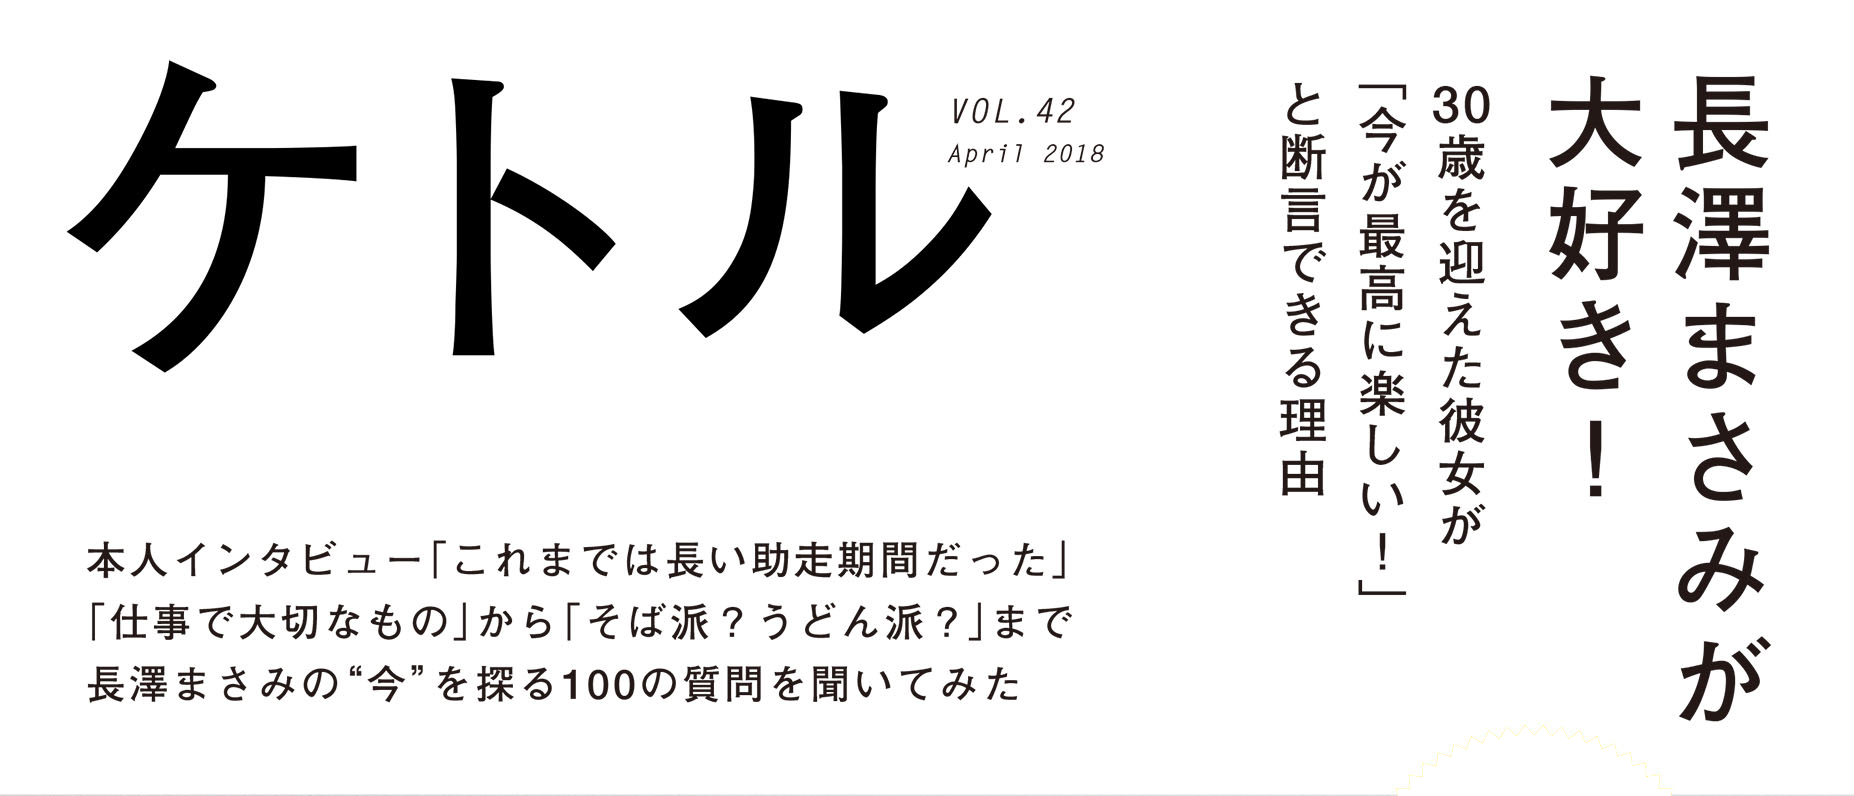 ケトル
VOL.42
April 2018
長澤まさみが
大好き！
30歳を迎えた彼女が
「今が最高に楽しい！」
と断言できる理由
本人インタビュー「これまでは長い助走期間だった」
「仕事で大切なもの」から「そば派？うどん派？」まで
長澤まさみの“今”を探る100の質問を聞いてみた